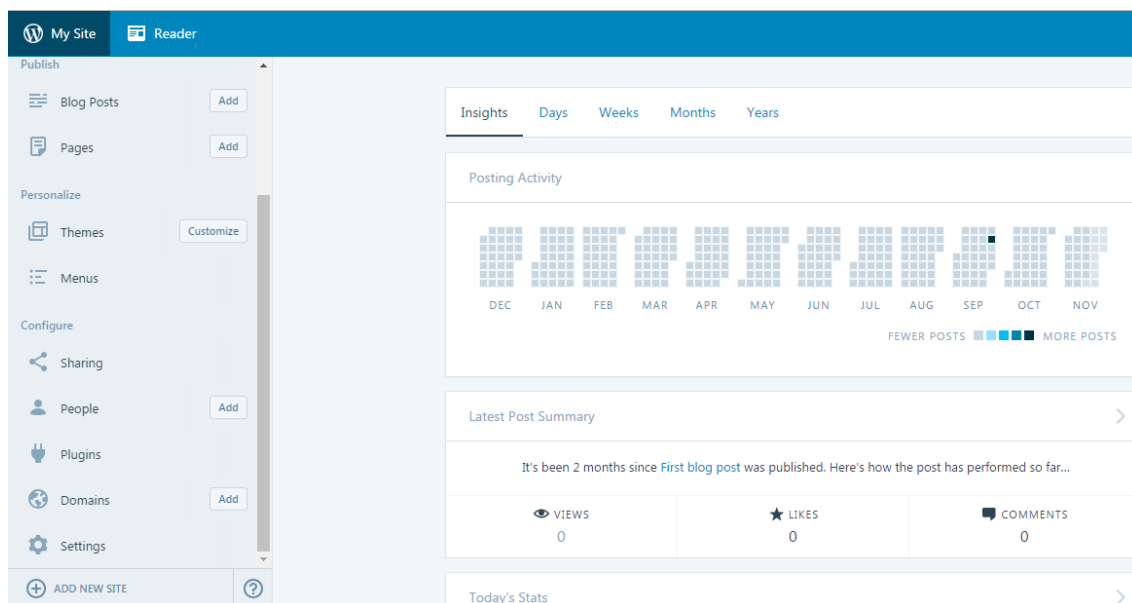 My Site Reader
Publish
Blog Posts Add
Pages Add
Personalize
Themes Customize
Menus
Configure
Sharing
People Add
Plugins
Domains Add
Settings
ADD NEW SITE
Insights Days Weeks Months Years
Posting Activity
DEC JAN FEB MAR APR MAY JUN JUL AUG SEP OCT NOV
FEWER POSTS MORE POSTS
Latest Post Summary
It's been 2 months since First blog post was published. Here's how the post has performed so far...
VIEWS LIKES COMMENTS
0 0 0
Today's Stats